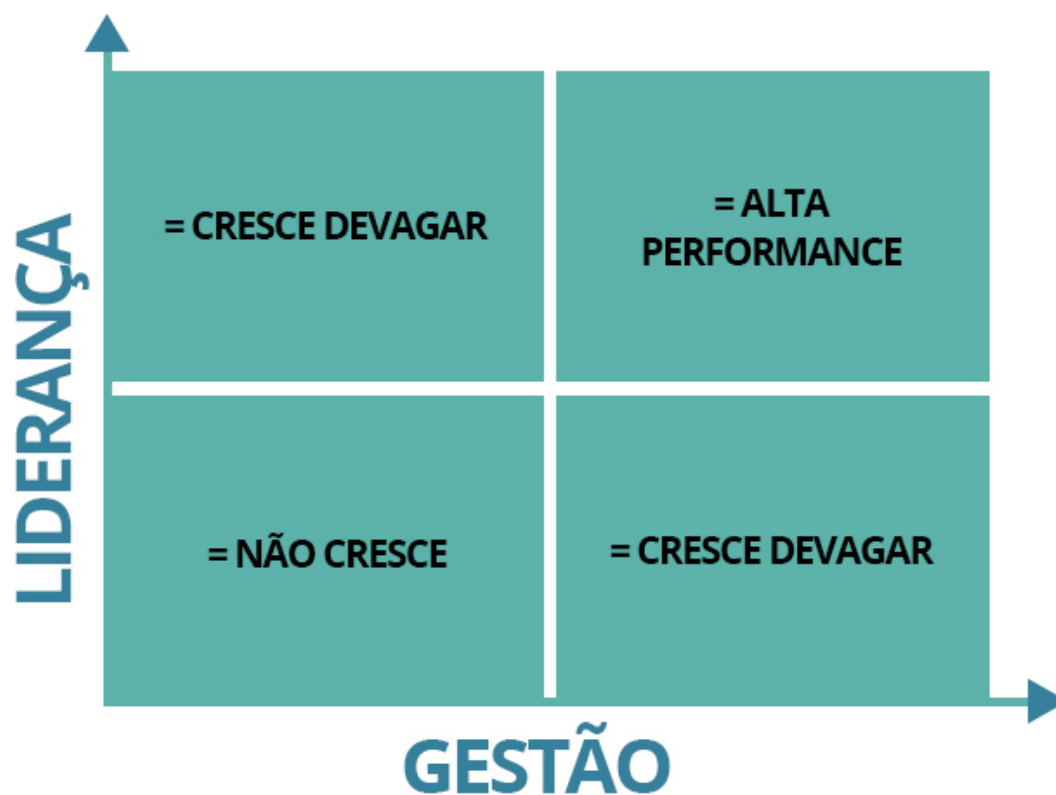 LIDERANÇA
= CRESCE DEVAGAR
= ALTA
PERFORMANCE
= NÃO CRESCE
= CRESCE DEVAGAR
GESTÃO